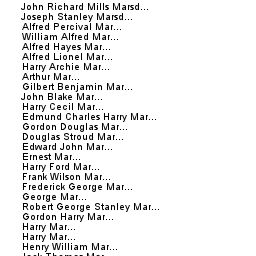 John Richard Mills Marsd...
Joseph Stanley Marsd...
Alfred Percival Mar...
William Alfred Mar...
Alfred Hayes Mar...
Alfred Lionel Mar...
Harry Archie Mar...
Arthur Mar...
Gilbert Benjamin Mar...
John Blake Mar...
Harry Cecil Mar...
Edmund Charles Harry Mar...
Gordon Douglas Mar...
Douglas Stroud Mar...
Edward John Mar...
Ernest Mar...
Harry Ford Mar...
Frank Wilson Mar...
Frederick George Mar...
George Mar...
Robert George Stanley Mar...
Gordon Harry Mar...
Harry Mar...
Harry Mar...
Henry William Mar...